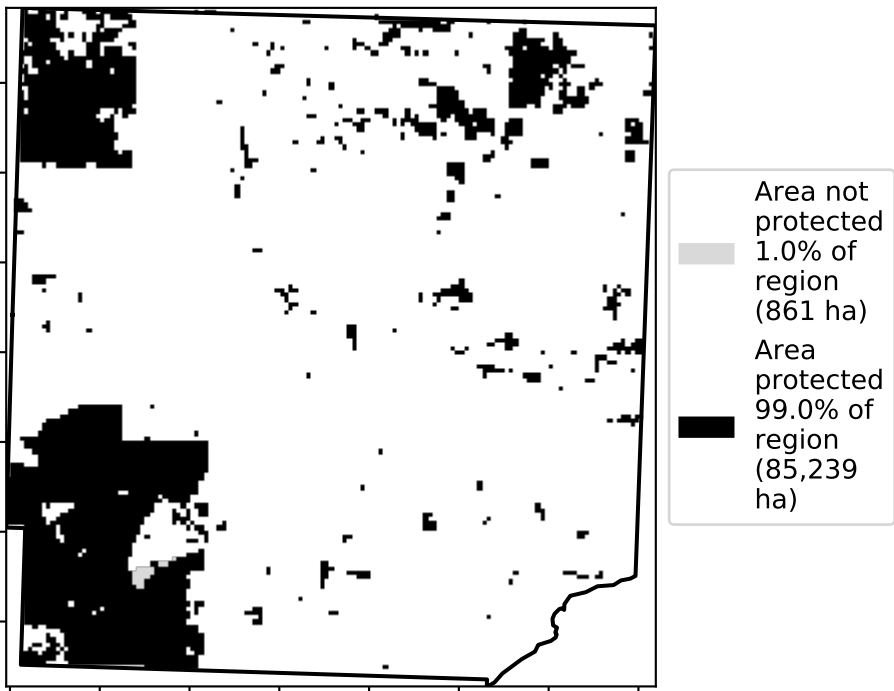 Area not
protected
1.0% of
region
(861 ha)
Area
protected
99.0% of
region
(85,239
ha)